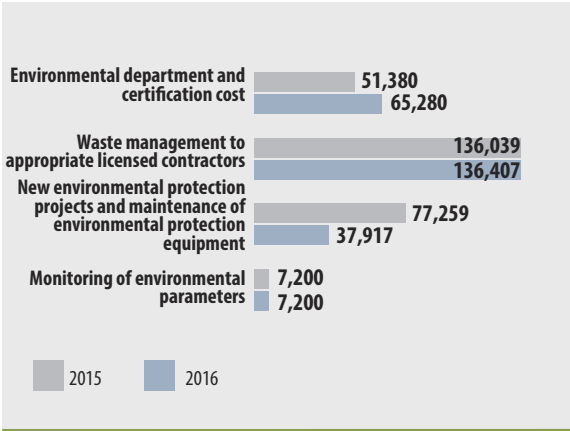 Environmental department and
certification cost
51,380
65,280
Waste management to
appropriate licensed contractors
136,039
136,407
New environmental protection
projects and maintenance of
environmental protection
equipment
77,259
37,917
Monitoring of environmental
parameters
7,200
7,200
2015
2016